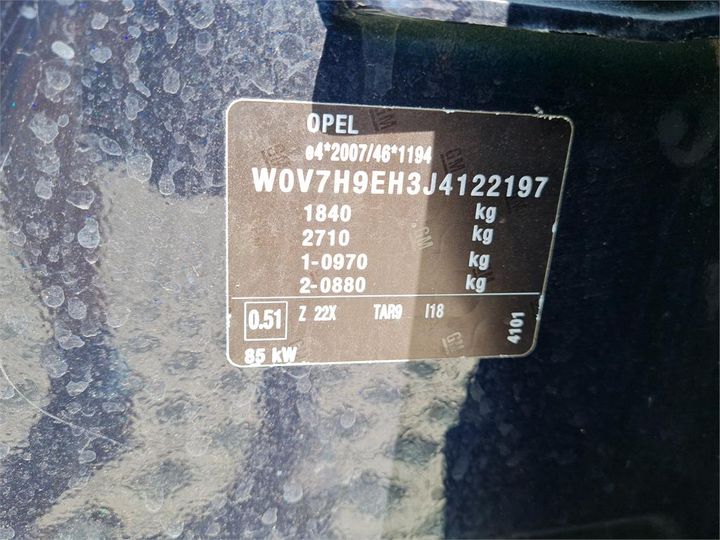 OPEL
e4*2007/46*1194
W0V7H9EH3J4122197
1840 kg
2710 kg
1-0970 kg
2-0880 kg
0.51 Z 22X TAR9 I18 4101
85 kW